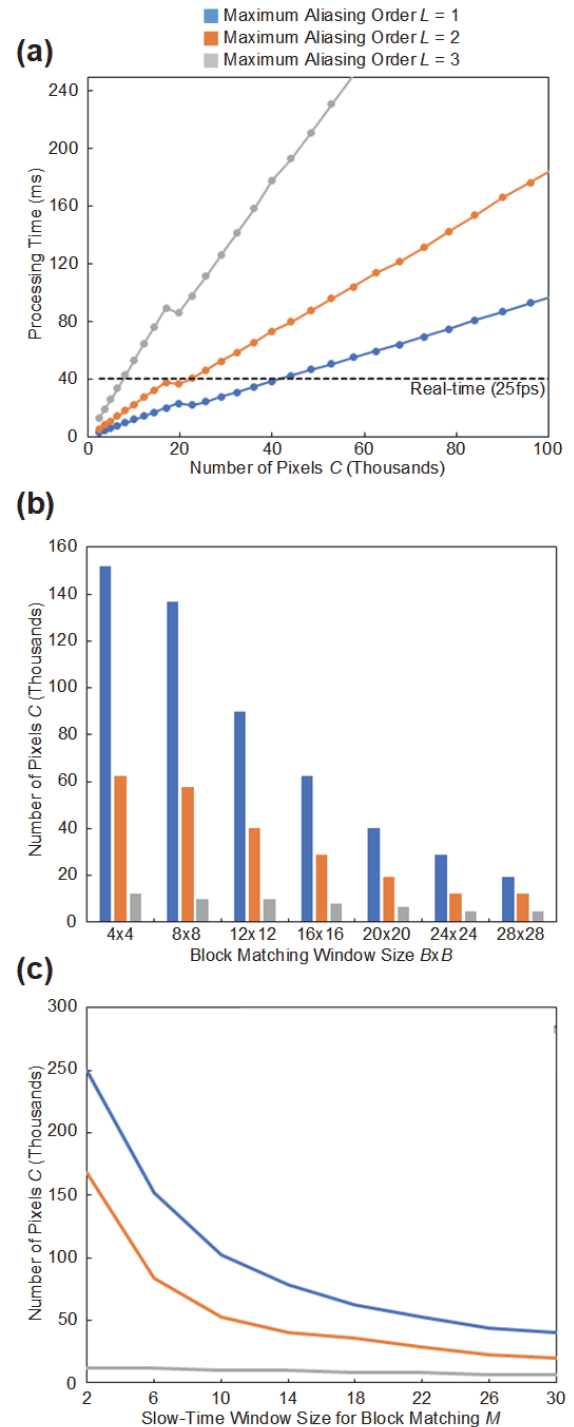 Maximum Aliasing Order L = 1
Maximum Aliasing Order L = 2
Maximum Aliasing Order L = 3
(a)
Processing Time (ms)
240
200
160
120
80
40
0
Real-time (25fps)
0 20 40 60 80 100
Number of Pixels C (Thousands)
(b)
Number of Pixels C (Thousands)
160
140
120
100
80
60
40
20
0
4x4 8x8 12x12 16x16 20x20 24x24 28x28
Block Matching Window Size BxB
(c)
Number of Pixels C (Thousands)
300
250
200
150
100
50
0
2 6 10 14 18 22 26 30
Slow-Time Window Size for Block Matching M